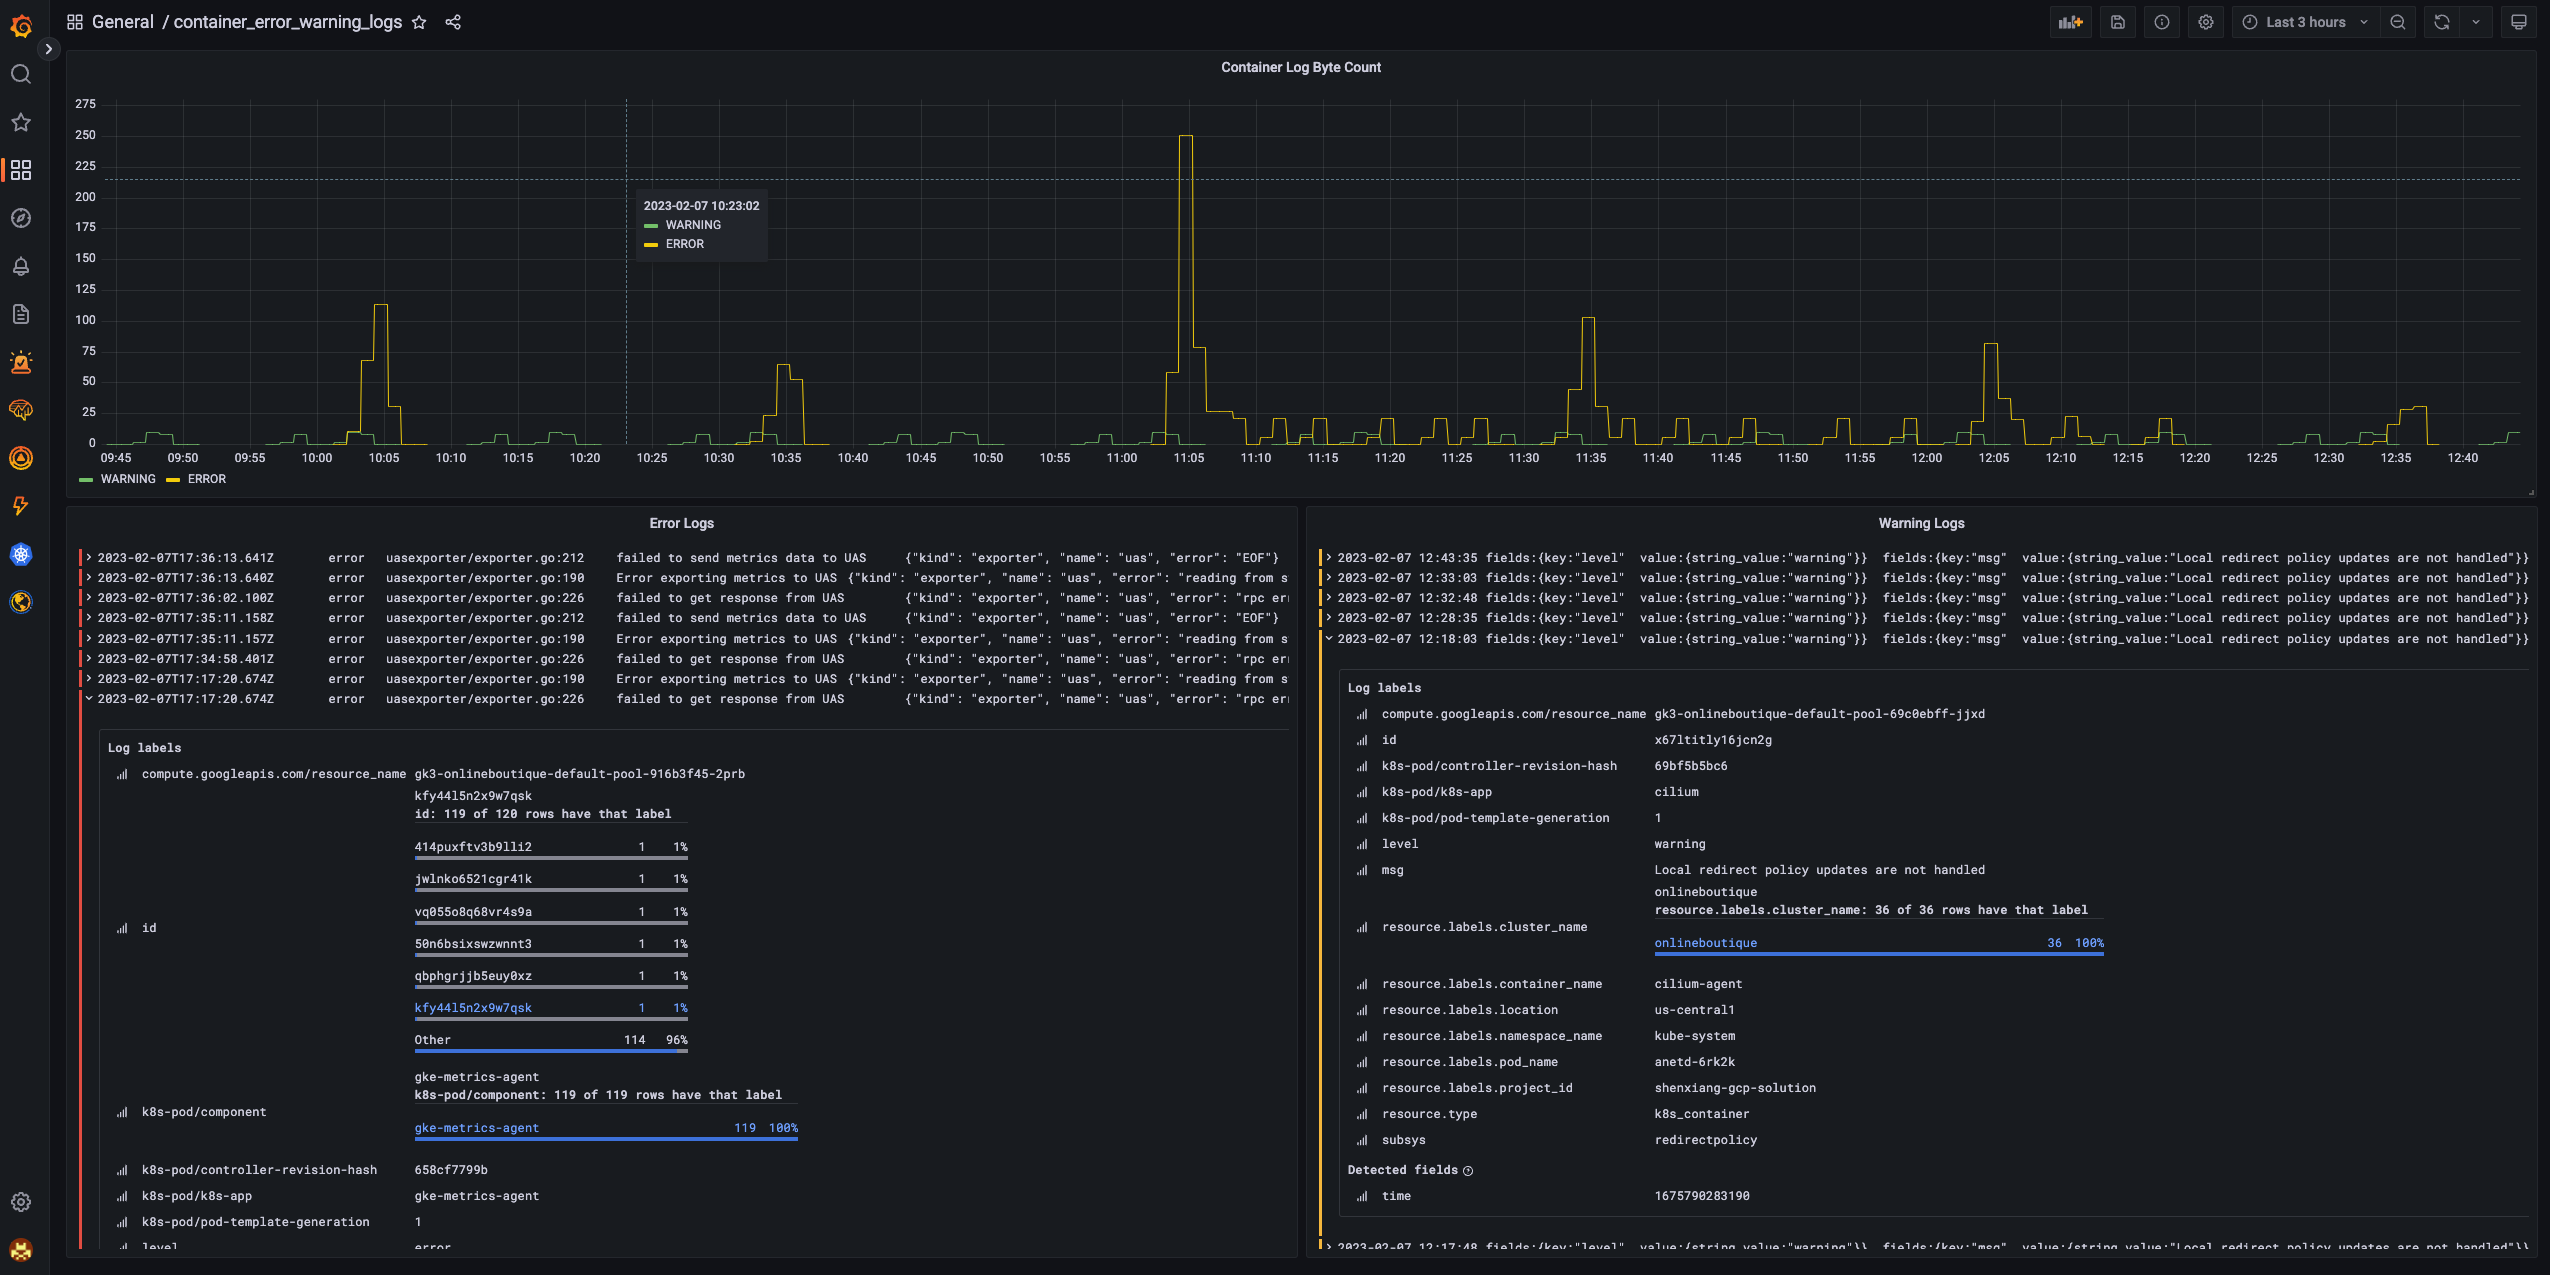 General / container_error_warning_logs
Last 3 hours
Container Log Byte Count
275
250
225
200
175
150
125
100
75
50
25
0
2023-02-07 10:23:02
WARNING
ERROR
09:45 09:50 09:55 10:00 10:05 10:10 10:15 10:20 10:25 10:30 10:35 10:40 10:45 10:50 10:55 11:00 11:05 11:10 11:15 11:20 11:25 11:30 11:35 11:40 11:45 11:50 11:55 12:00 12:05 12:10 12:15 12:20 12:25 12:30 12:35 12:40
WARNING ERROR
Error Logs
2023-02-07T17:36:13.641Z error uasexporter/exporter.go:212 failed to send metrics data to UAS {"kind": "exporter", "name": "uas", "error": "EOF"}
2023-02-07T17:36:13.640Z error uasexporter/exporter.go:190 Error exporting metrics to UAS {"kind": "exporter", "name": "uas", "error": "reading from s
2023-02-07T17:36:02.100Z error uasexporter/exporter.go:226 failed to get response from UAS {"kind": "exporter", "name": "uas", "error": "rpc er
2023-02-07T17:35:11.158Z error uasexporter/exporter.go:212 failed to send metrics data to UAS {"kind": "exporter", "name": "uas", "error": "EOF"}
2023-02-07T17:35:11.157Z error uasexporter/exporter.go:190 Error exporting metrics to UAS {"kind": "exporter", "name": "uas", "error": "reading from s
2023-02-07T17:34:58.401Z error uasexporter/exporter.go:226 failed to get response from UAS {"kind": "exporter", "name": "uas", "error": "rpc er
2023-02-07T17:17:20.674Z error uasexporter/exporter.go:190 Error exporting metrics to UAS {"kind": "exporter", "name": "uas", "error": "reading from s
2023-02-07T17:17:20.674Z error uasexporter/exporter.go:226 failed to get response from UAS {"kind": "exporter", "name": "uas", "error": "rpc er
Log labels
compute.googleapis.com/resource_name gk3-onlineboutique-default-pool-916b3f45-2prb
kfy44l5n2x9w7qsk
id: 119 of 120 rows have that label
414puxftv3b9lli2 1 1%
jwlnko6521cgr41k 1 1%
vq055o8q68vr4s9a 1 1%
id
50n6bsixswzwnnt3 1 1%
qbphgrjjb5euy0xz 1 1%
kfy44l5n2x9w7qsk 1 1%
Other 114 96%
gke-metrics-agent
k8s-pod/component: 119 of 119 rows have that label
k8s-pod/component
gke-metrics-agent 119 100%
k8s-pod/controller-revision-hash 658cf7799b
k8s-pod/k8s-app gke-metrics-agent
k8s-pod/pod-template-generation 1
level error
Warning Logs
2023-02-07 12:43:35 fields:{key:"level" value:{string_value:"warning"}} fields:{key:"msg" value:{string_value:"Local redirect policy updates are not handled"}}
2023-02-07 12:33:03 fields:{key:"level" value:{string_value:"warning"}} fields:{key:"msg" value:{string_value:"Local redirect policy updates are not handled"}}
2023-02-07 12:32:48 fields:{key:"level" value:{string_value:"warning"}} fields:{key:"msg" value:{string_value:"Local redirect policy updates are not handled"}}
2023-02-07 12:28:35 fields:{key:"level" value:{string_value:"warning"}} fields:{key:"msg" value:{string_value:"Local redirect policy updates are not handled"}}
2023-02-07 12:18:03 fields:{key:"level" value:{string_value:"warning"}} fields:{key:"msg" value:{string_value:"Local redirect policy updates are not handled"}}
Log labels
compute.googleapis.com/resource_name gk3-onlineboutique-default-pool-69c0ebff-jjxd
id x67ltitly16jcn2g
k8s-pod/controller-revision-hash 69bf5b5bc6
k8s-pod/k8s-app cilium
k8s-pod/pod-template-generation 1
level warning
msg Local redirect policy updates are not handled
onlineboutique
resource.labels.cluster_name: 36 of 36 rows have that label
resource.labels.cluster_name
onlineboutique 36 100%
resource.labels.container_name cilium-agent
resource.labels.location us-central1
resource.labels.namespace_name kube-system
resource.labels.pod_name anetd-6rk2k
resource.labels.project_id shenxiang-gcp-solution
resource.type k8s_container
subsys redirectpolicy
Detected fields
time 1675790283190
2023-02-07 12:17:48 fields:{key:"level" value:{string_value:"warning"}} fields:{key:"msg" value:{string_value:"Local redirect policy updates are not handled"}}